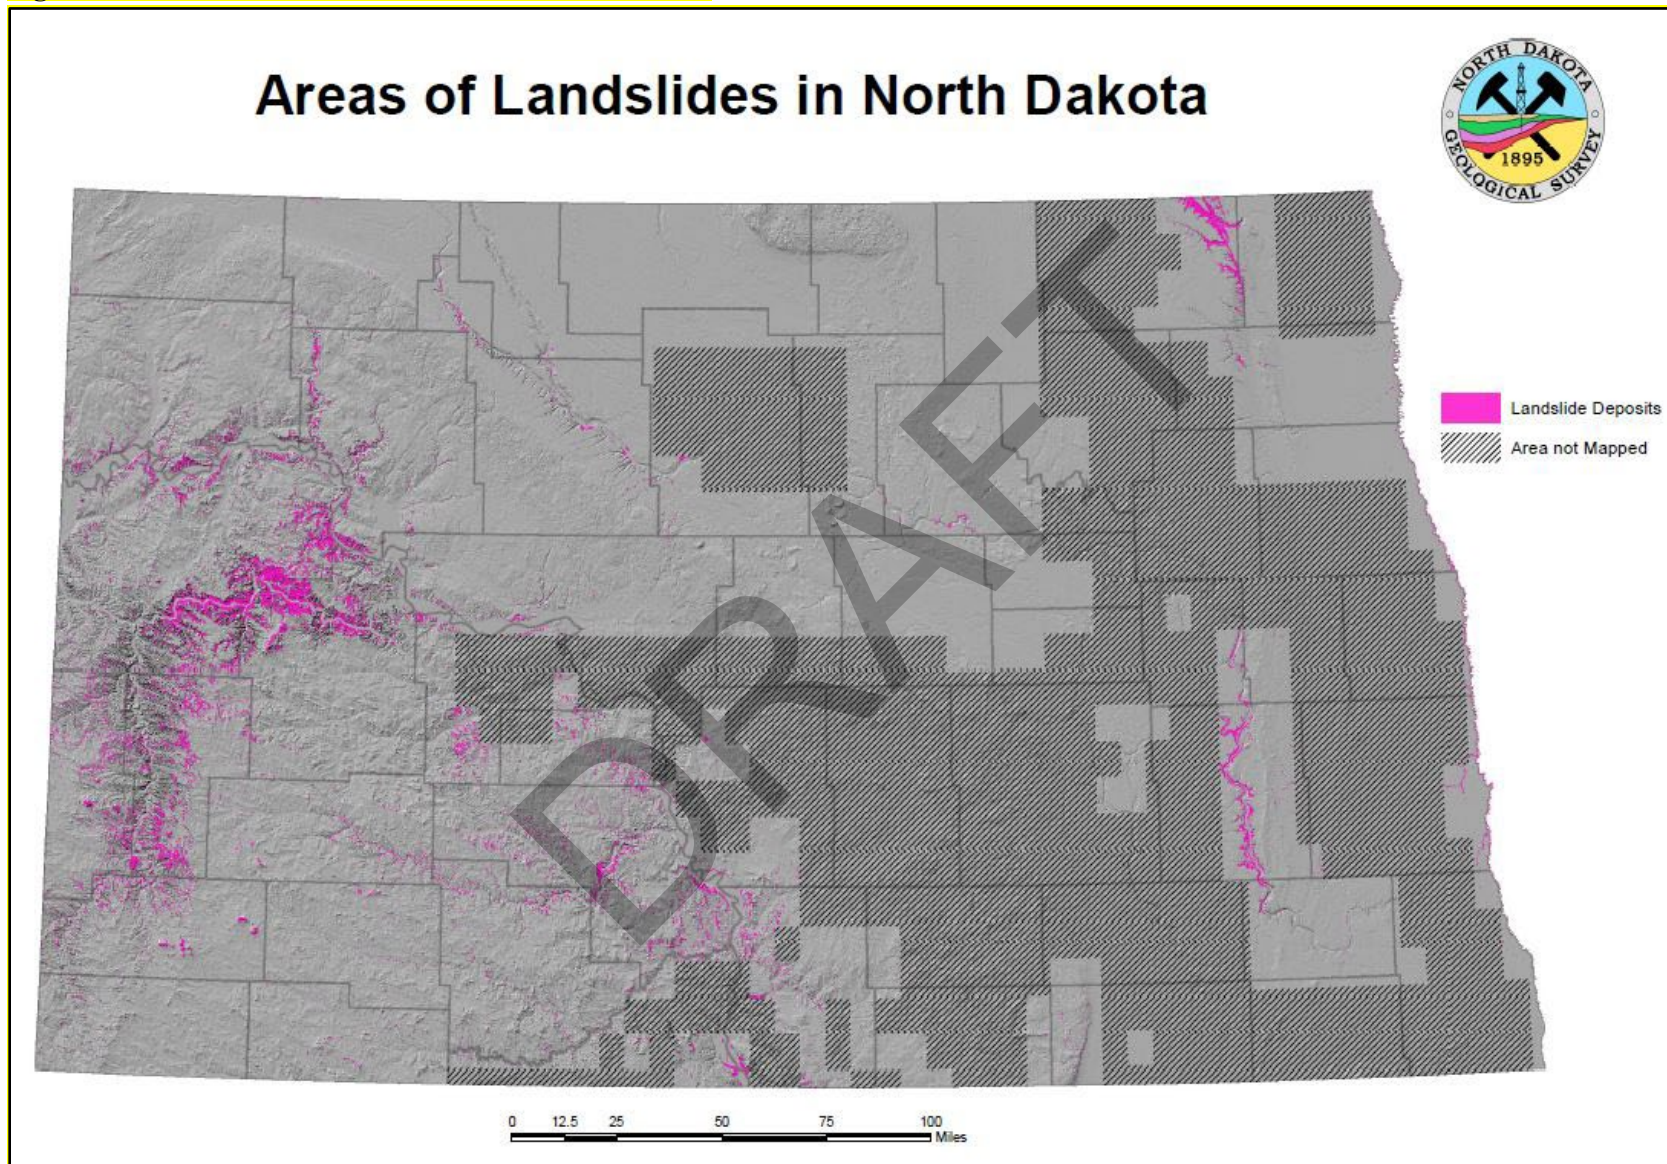 Areas of Landslides in North Dakota
NORTH DAKOTA
GEOLOGICAL SURVEY
1895
Landslide Deposits
Area not Mapped
DRAFT
0 12.5 25 50 75 100
Miles